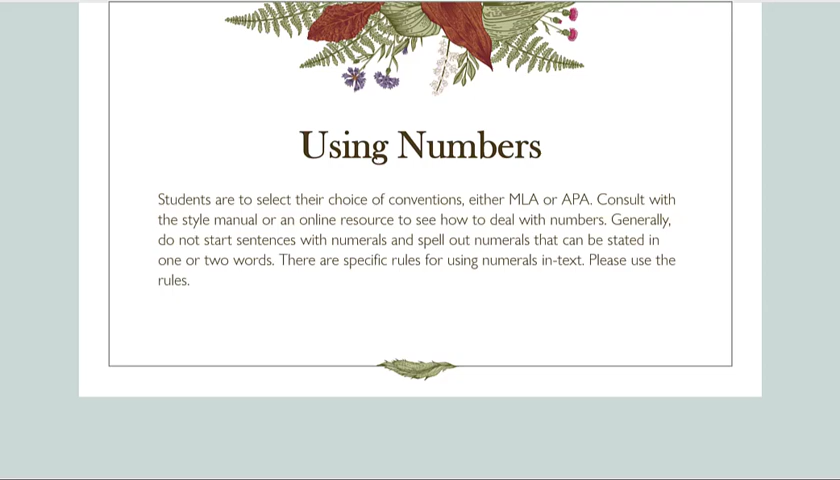 Using Numbers
Students are to select their choice of conventions, either MLA or APA. Consult with
the style manual or an online resource to see how to deal with numbers. Generally,
do not start sentences with numerals and spell out numerals that can be stated in
one or two words. There are specific rules for using numerals in-text. Please use the
rules.